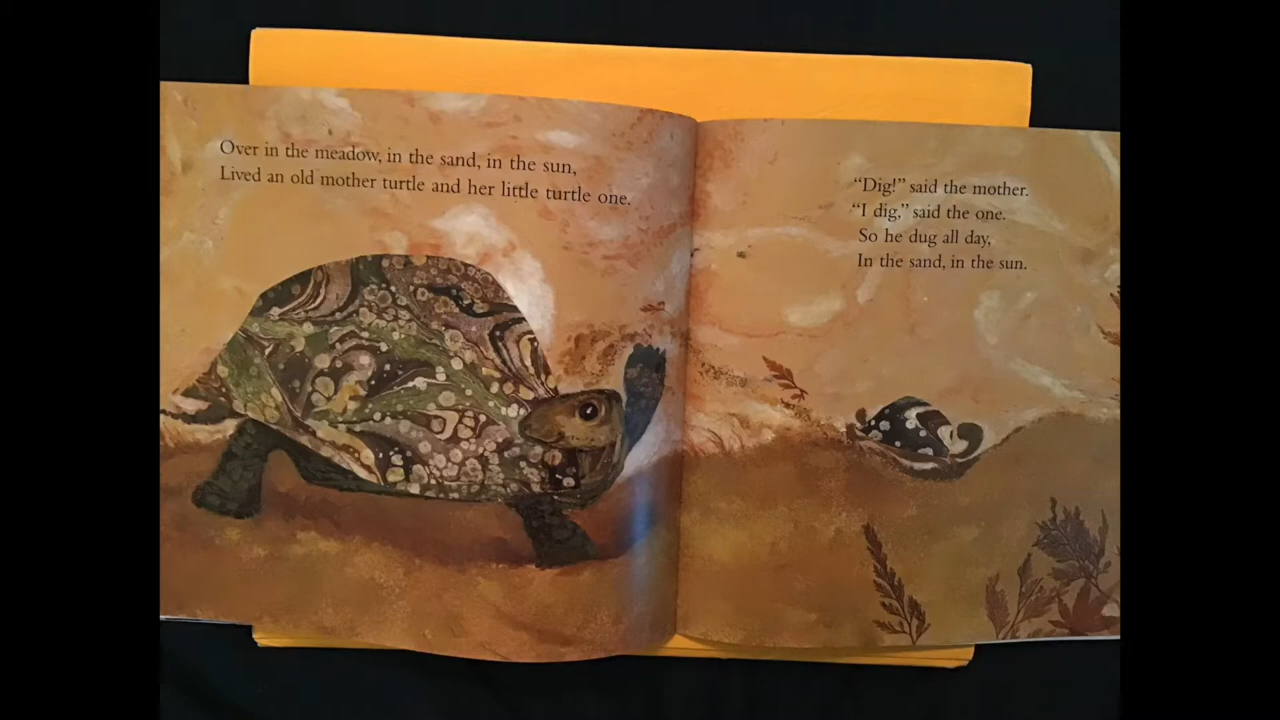 Over in the meadow, in the sand, in the sun,
Lived an old mother turtle and her little turtle one.
“Dig!” said the mother.
“I dig,” said the one.
So he dug all day,
In the sand, in the sun.